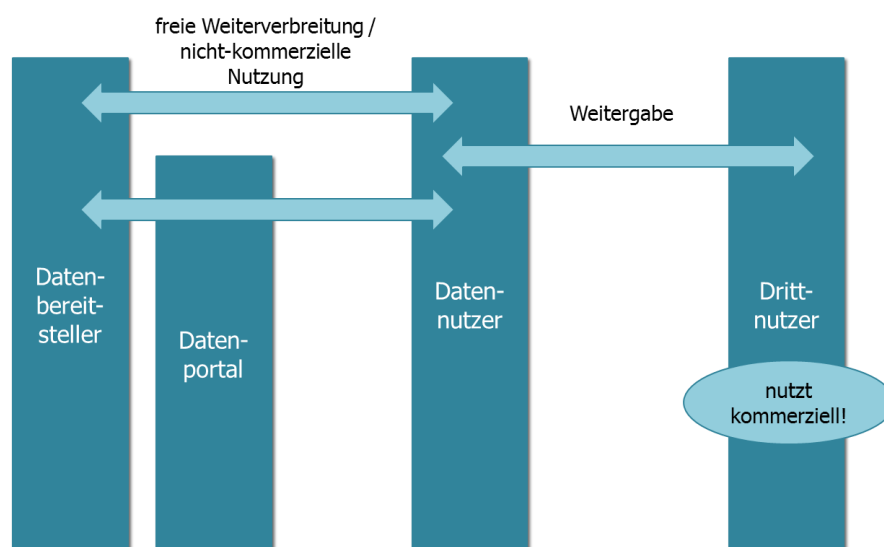 freie Weiterverbreitung /
nicht-kommerzielle
Nutzung
Weitergabe
Daten-
bereit-
steller
Daten-
portal
Daten-
nutzer
Dritt-
nutzer
nutzt
kommerziell!